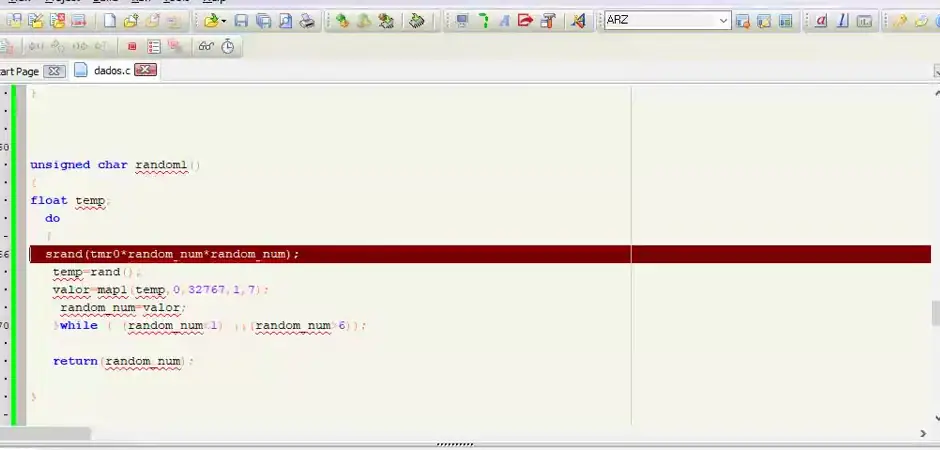 ARZ
art Page
dados.c
}
unsigned char random1()
{
float temp;
do
{
srand(tmr0*random_num*random_num);
temp=rand();
valor=map1(temp,0,32767,1,7);
random_num=valor;
}while ( (random_num<1) ||(random_num>6));
return(random_num);
}